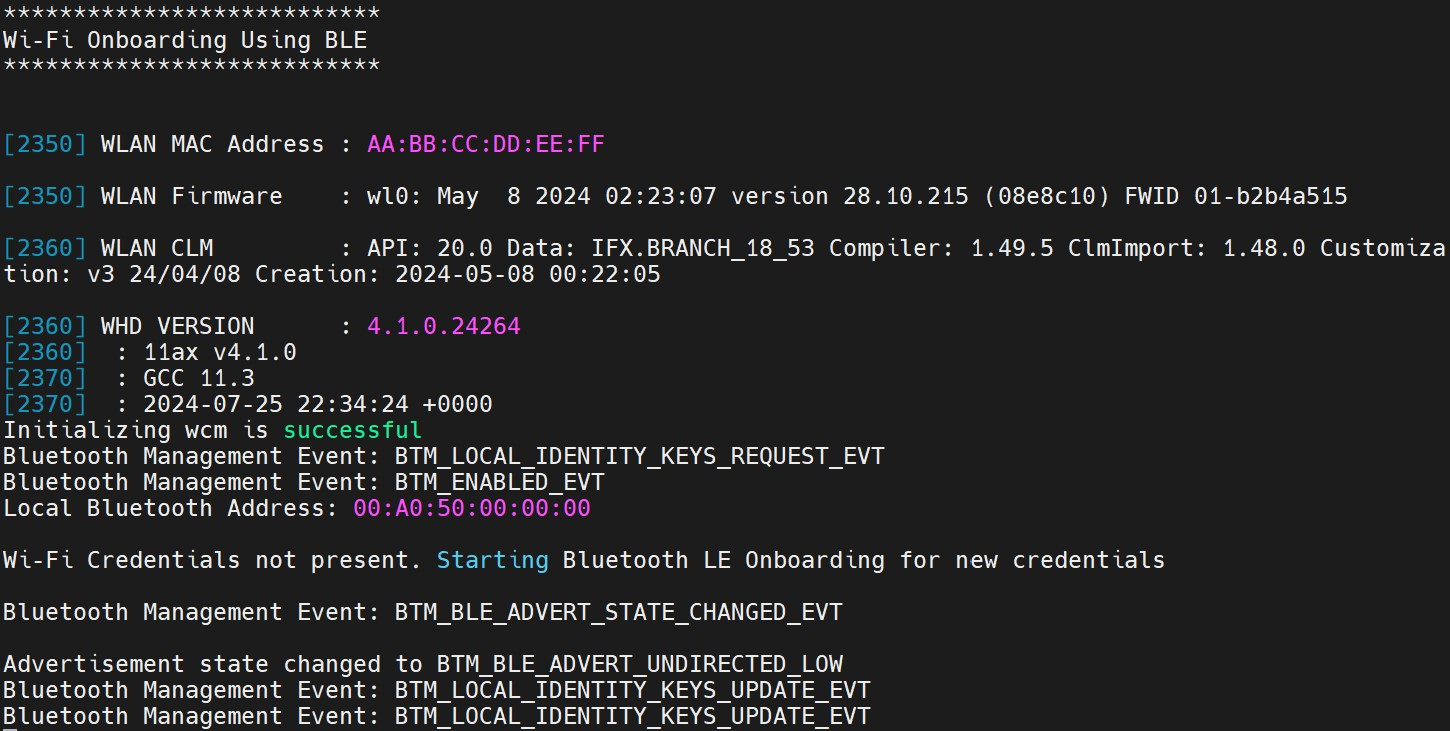 ***************************
Wi-Fi Onboarding Using BLE
***************************
[2350] WLAN MAC Address : AA:BB:CC:DD:EE:FF
[2350] WLAN Firmware    : wl0: May  8 2024 02:23:07 version 28.10.215 (08e8c10) FWID 01-b2b4a515
[2360] WLAN CLM         : API: 20.0 Data: IFX.BRANCH_18_53 Compiler: 1.49.5 ClmImport: 1.48.0 Customiza
tion: v3 24/04/08 Creation: 2024-05-08 00:22:05
[2360] WHD VERSION      : 4.1.0.24264
[2360]  : 11ax v4.1.0
[2370]  : GCC 11.3
[2370]  : 2024-07-25 22:34:24 +0000
Initializing wcm is successful
Bluetooth Management Event: BTM_LOCAL_IDENTITY_KEYS_REQUEST_EVT
Bluetooth Management Event: BTM_ENABLED_EVT
Local Bluetooth Address: 00:A0:50:00:00:00
Wi-Fi Credentials not present. Starting Bluetooth LE Onboarding for new credentials
Bluetooth Management Event: BTM_BLE_ADVERT_STATE_CHANGED_EVT
Advertisement state changed to BTM_BLE_ADVERT_UNDIRECTED_LOW
Bluetooth Management Event: BTM_LOCAL_IDENTITY_KEYS_UPDATE_EVT
Bluetooth Management Event: BTM_LOCAL_IDENTITY_KEYS_UPDATE_EVT